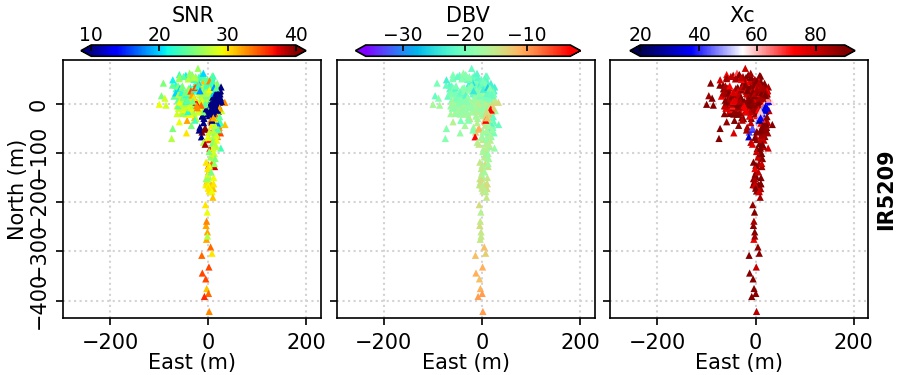 SNR DBV Xc
10 20 30 40 −30 −20 −10 20 40 60 80
North (m)
0
−100
−200
−300
−400
IR5209
−200 0 200 −200 0 200 −200 0 200
East (m) East (m) East (m)